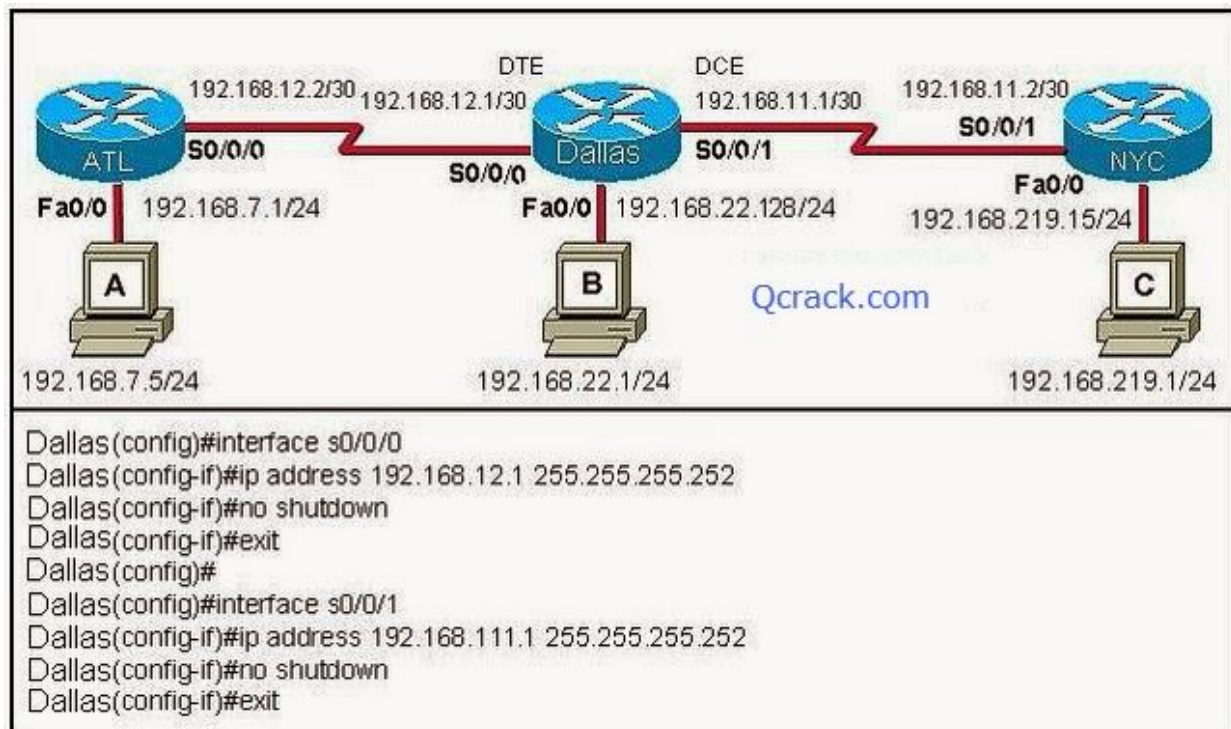 DTE
DCE
192.168.12.2/30
192.168.12.1/30
192.168.11.1/30
192.168.11.2/30
ATL
S0/0/0
S0/0/0
Dallas
S0/0/1
S0/0/1
NYC
Fa0/0
192.168.7.1/24
Fa0/0
192.168.22.128/24
Fa0/0
192.168.219.15/24
A
B
C
Qcrack.com
192.168.7.5/24
192.168.22.1/24
192.168.219.1/24
Dallas(config)#interface s0/0/0
Dallas(config-if)#ip address 192.168.12.1 255.255.255.252
Dallas(config-if)#no shutdown
Dallas(config-if)#exit
Dallas(config)#
Dallas(config)#interface s0/0/1
Dallas(config-if)#ip address 192.168.111.1 255.255.255.252
Dallas(config-if)#no shutdown
Dallas(config-if)#exit